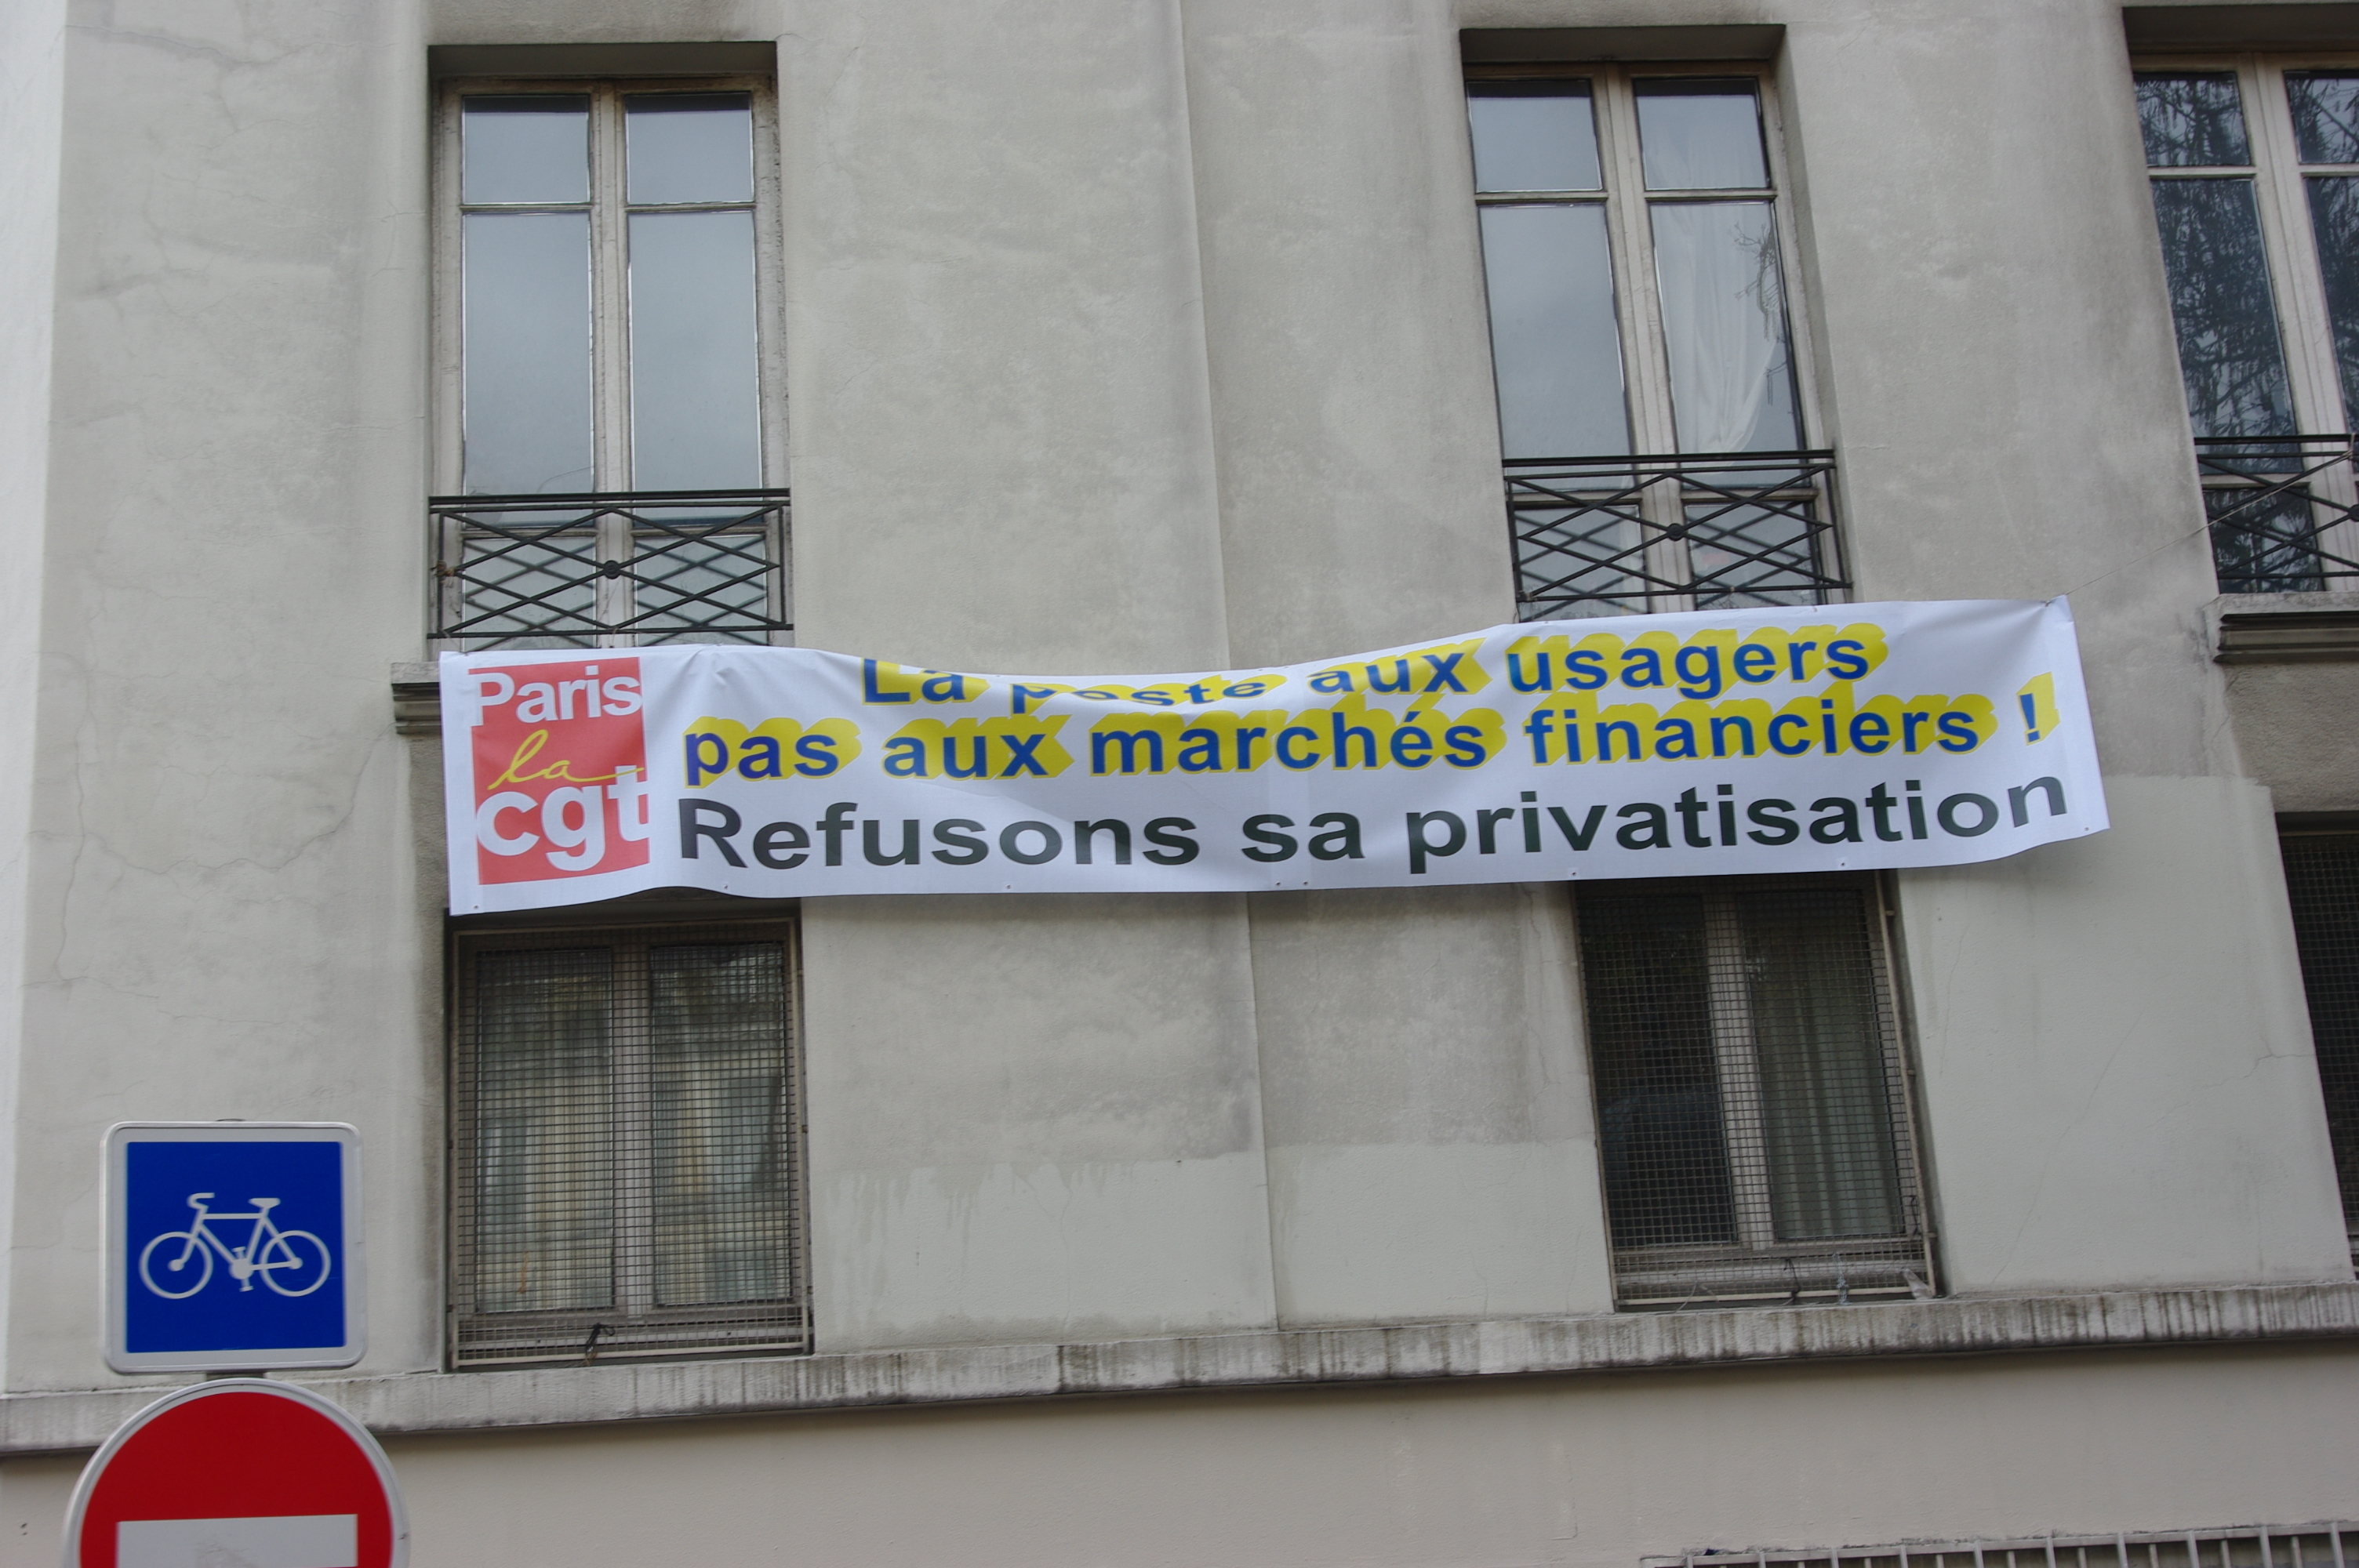 Paris
la
cgt
La poste aux usagers
pas aux marchés financiers !
Refusons sa privatisation